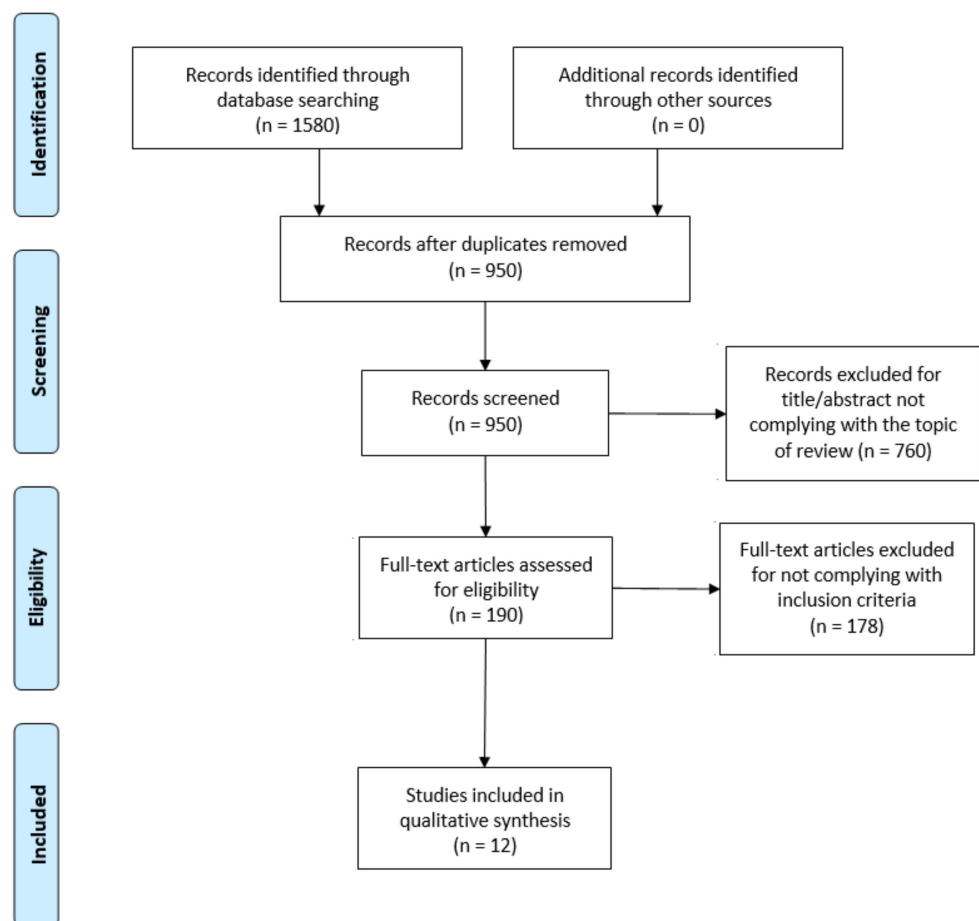 Identification
Records identified through
database searching
(n = 1580)
Additional records identified
through other sources
(n = 0)
Records after duplicates removed
(n = 950)
Screening
Records screened
(n = 950)
Records excluded for
title/abstract not
complying with the topic
of review (n = 760)
Eligibility
Full-text articles assessed
for eligibility
(n = 190)
Full-text articles excluded
for not complying with
inclusion criteria
(n = 178)
Included
Studies included in
qualitative synthesis
(n = 12)